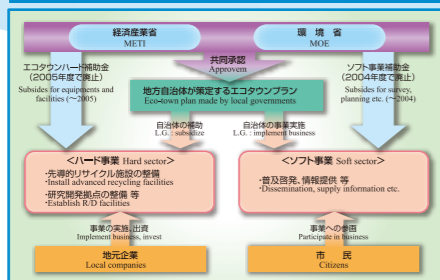 経済産業省
METI
環 境 省
MOE
エコタウンハード補助金
(2005年度で廃止)
Subsides for equipments and
facilities (~2005)
共同承認
Approvem
ソフト事業補助金
(2004年度で廃止)
Subsides for survey,
planning etc. (~2004)
地方自治体が策定するエコタウンプラン
Eco-town plan made by local governments
自治体の補助
L.G. : subsidize
自治体の事業実施
L.G. : implement business
<ハード事業 Hard sector>
・先導的リサイクル施設の整備
・Install advanced recycling facilities
・研究開発拠点の整備 等
・Establish R/D facilities
<ソフト事業 Soft sector>
・普及啓発、情報提供 等
・Dissemination, supply information etc.
事業の実施、出資
Implement business, invest
事業への参画
Participate in business
地元企業
Local companies
市 民
Citizens